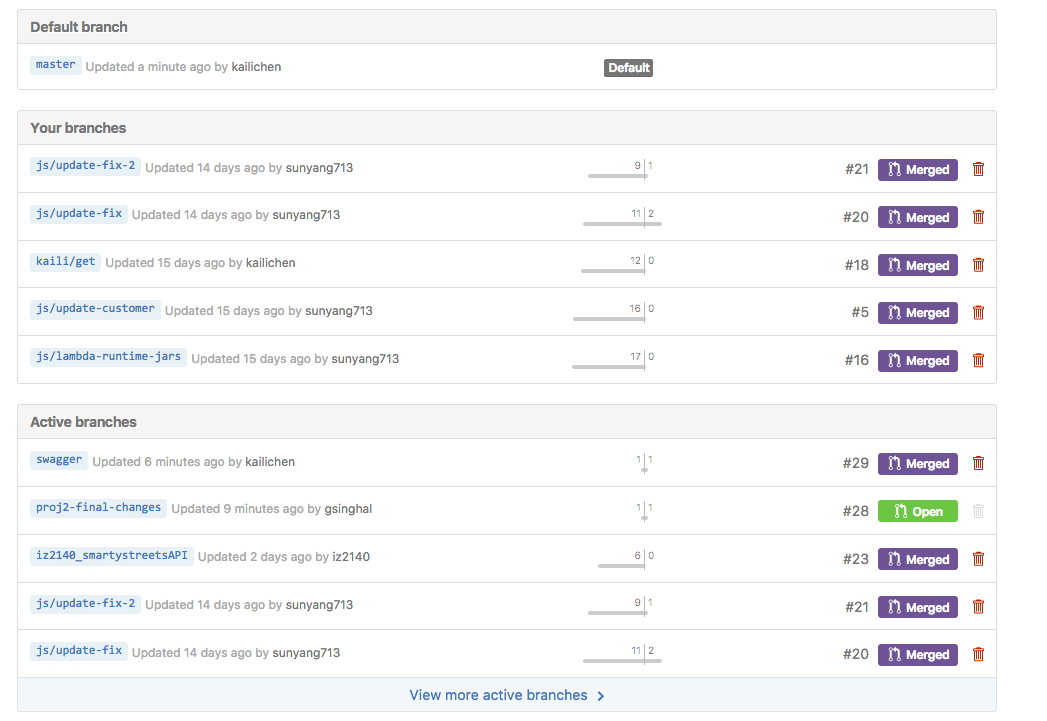 Default branch
master Updated a minute ago by kailichen Default
Your branches
js/update-fix-2 Updated 14 days ago by sunyang713 9 1 #21 Merged
js/update-fix Updated 14 days ago by sunyang713 11 2 #20 Merged
kaili/get Updated 15 days ago by kailichen 12 0 #18 Merged
js/update-customer Updated 15 days ago by sunyang713 16 0 #5 Merged
js/lambda-runtime-jars Updated 15 days ago by sunyang713 17 0 #16 Merged
Active branches
swagger Updated 6 minutes ago by kailichen 1 1 #29 Merged
proj2-final-changes Updated 9 minutes ago by gsinghal 1 1 #28 Open
iz2140_smartystreetsAPI Updated 2 days ago by iz2140 6 0 #23 Merged
js/update-fix-2 Updated 14 days ago by sunyang713 9 1 #21 Merged
js/update-fix Updated 14 days ago by sunyang713 11 2 #20 Merged
View more active branches